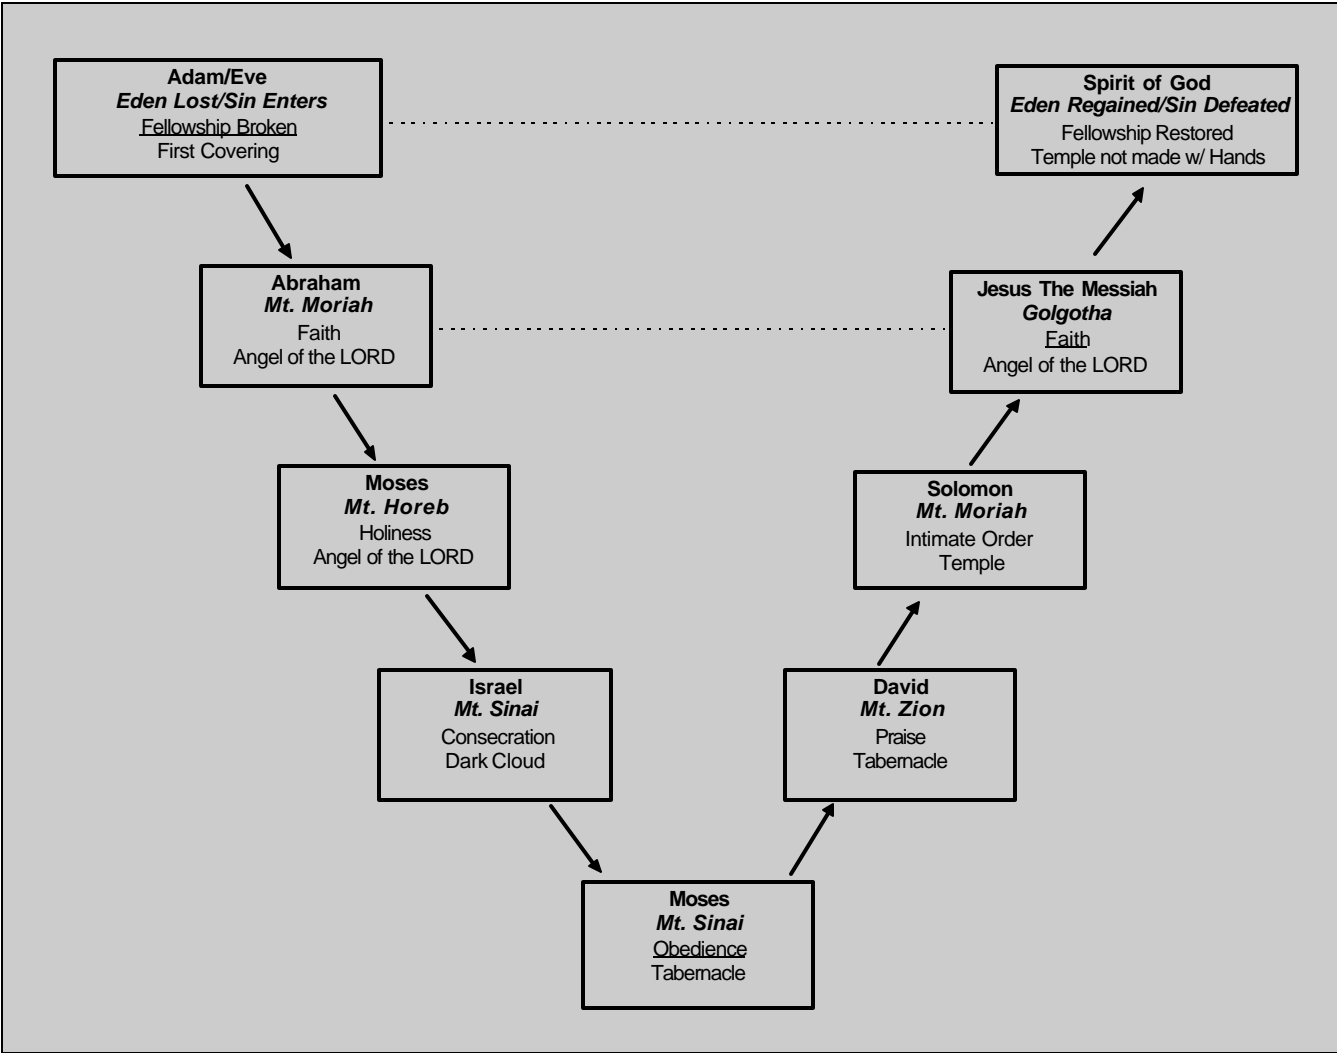 Adam/Eve
Eden Lost/Sin Enters
Fellowship Broken
First Covering
Spirit of God
Eden Regained/Sin Defeated
Fellowship Restored
Temple not made w/ Hands
Abraham
Mt. Moriah
Faith
Angel of the LORD
Jesus The Messiah
Golgotha
Faith
Angel of the LORD
Moses
Mt. Horeb
Holiness
Angel of the LORD
Solomon
Mt. Moriah
Intimate Order
Temple
Israel
Mt. Sinai
Consecration
Dark Cloud
David
Mt. Zion
Praise
Tabernacle
Moses
Mt. Sinai
Obedience
Tabernacle